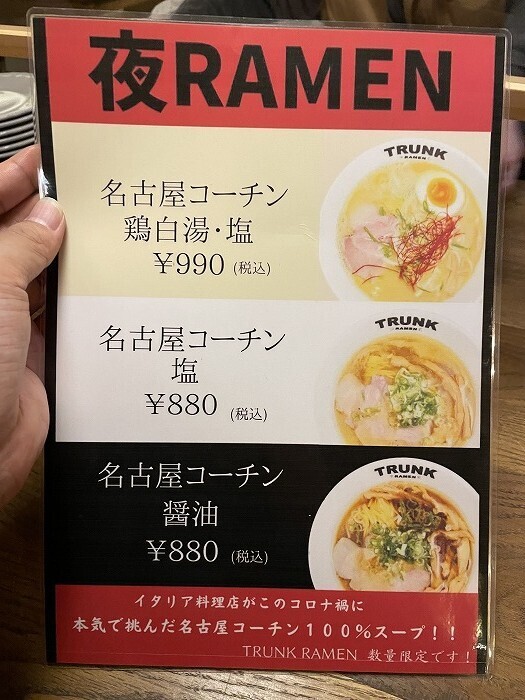 夜RAMEN
TRUNK
RAMEN
名古屋コーチン
鶏白湯・塩
¥990 (税込)
TRUNK
RAMEN
名古屋コーチン
塩
¥880 (税込)
TRUNK
RAMEN
名古屋コーチン
醤油
¥880 (税込)
イタリア料理店がこのコロナ禍に
本気で挑んだ名古屋コーチン１００％スープ！！
TRUNK RAMEN 数量限定です！